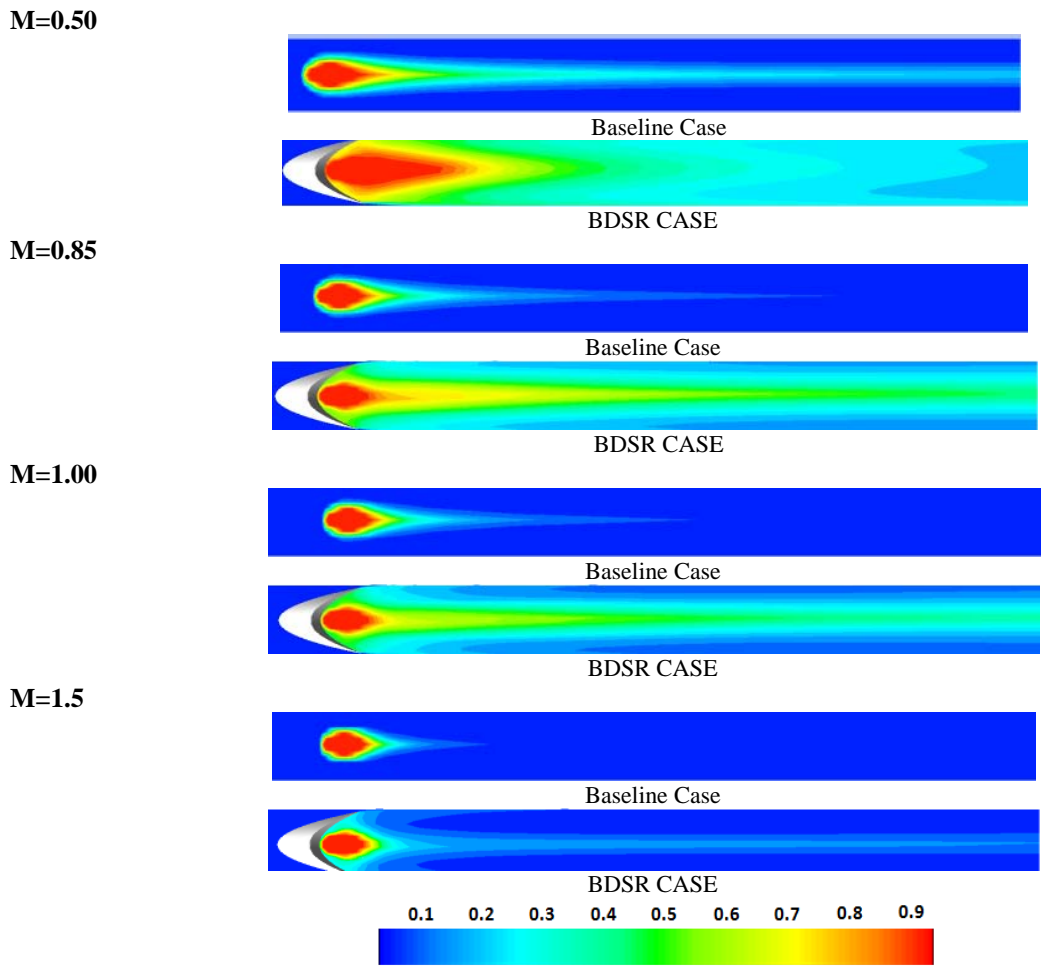 M=0.50
Baseline Case
BDSR CASE
M=0.85
Baseline Case
BDSR CASE
M=1.00
Baseline Case
BDSR CASE
M=1.5
Baseline Case
BDSR CASE
0.1 0.2 0.3 0.4 0.5 0.6 0.7 0.8 0.9